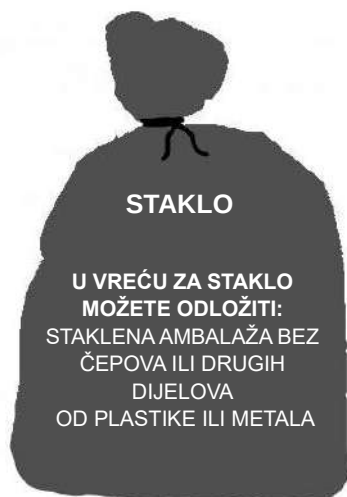 STAKLO
U VREĆU ZA STAKLO
MOŽETE ODLOŽITI:
STAKLENA AMBALAŽA BEZ
ČEPOVA ILI DRUGIH
DIJELOVA
OD PLASTIKE ILI METALA